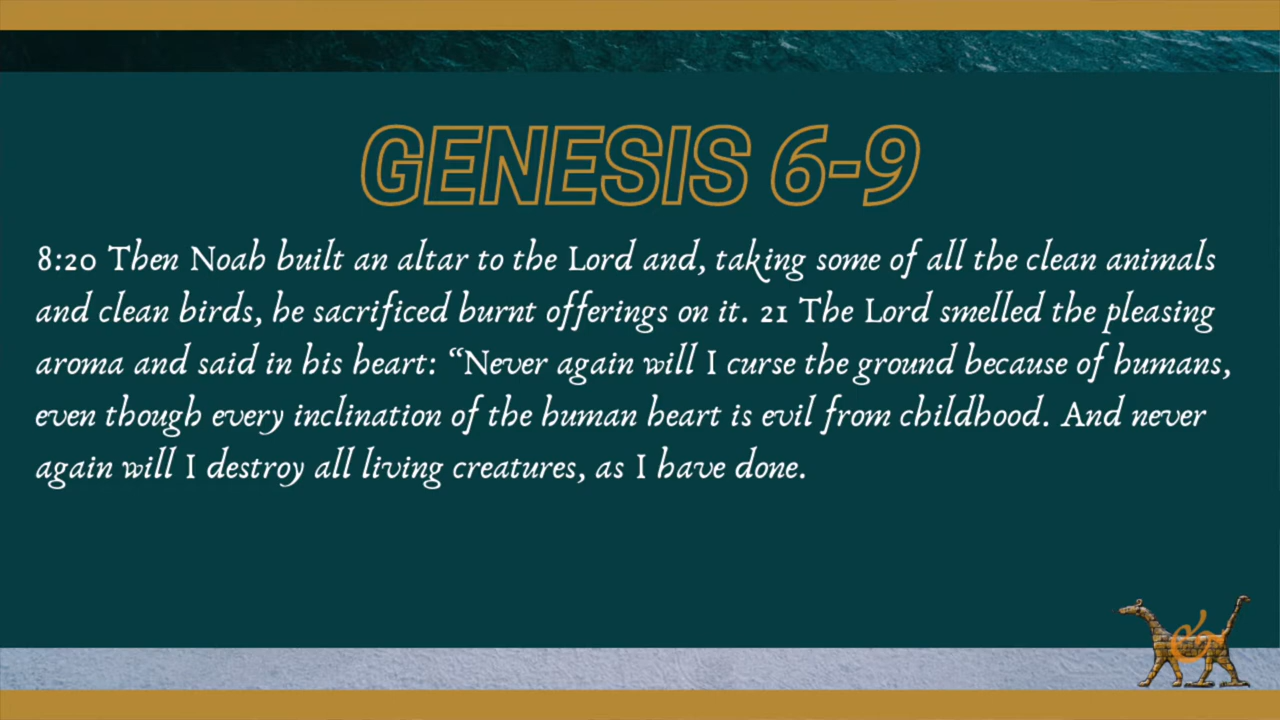 GENESIS 6-9
8:20 Then Noah built an altar to the Lord and, taking some of all the clean animals
and clean birds, he sacrificed burnt offerings on it. 21 The Lord smelled the pleasing
aroma and said in his heart: “Never again will I curse the ground because of humans,
even though every inclination of the human heart is evil from childhood. And never
again will I destroy all living creatures, as I have done.